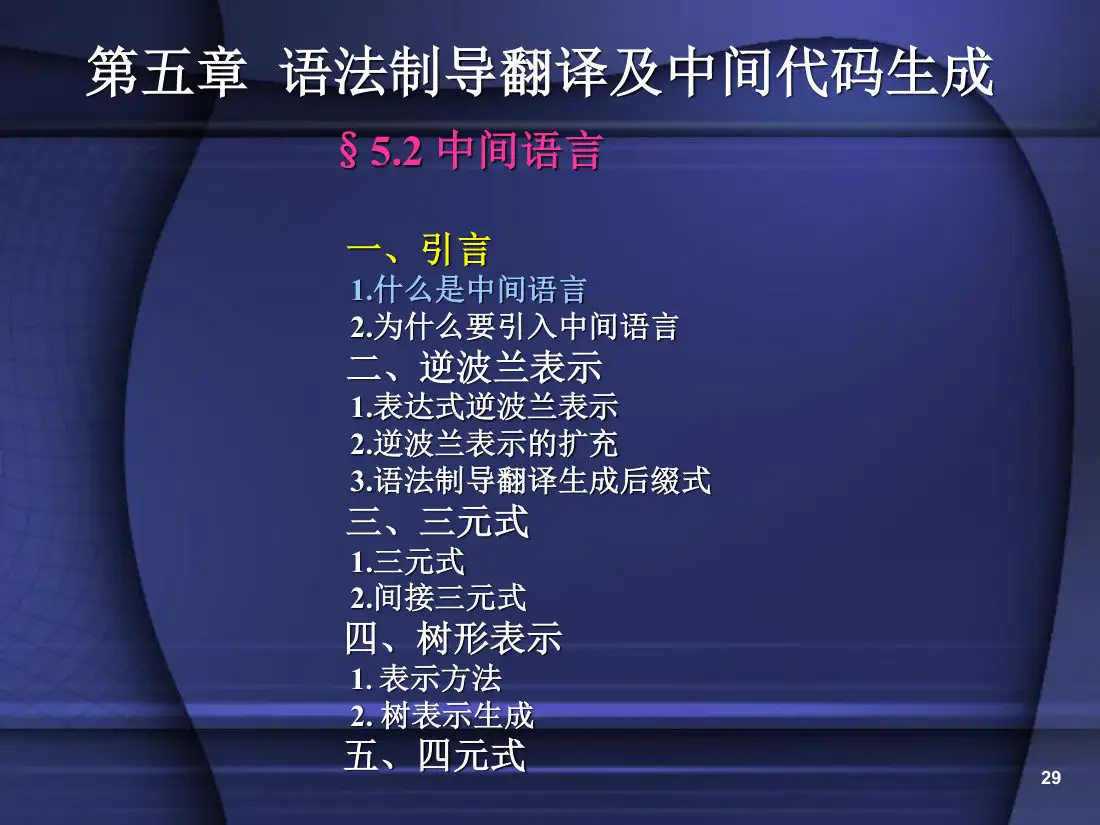 第五章 语法制导翻译及中间代码生成
§5.2 中间语言
一、引言
1.什么是中间语言
2.为什么要引入中间语言
二、逆波兰表示
1.表达式逆波兰表示
2.逆波兰表示的扩充
3.语法制导翻译生成后缀式
三、三元式
1.三元式
2.间接三元式
四、树形表示
1. 表示方法
2. 树表示生成
五、四元式
29